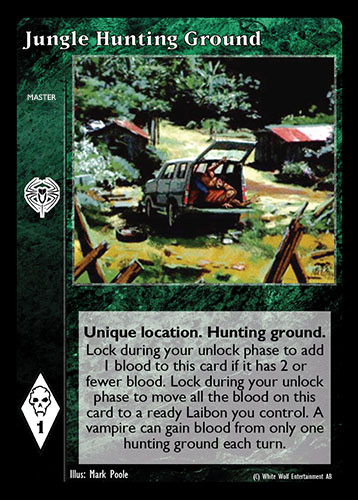 Jungle Hunting Ground
MASTER
Unique location. Hunting ground.
Lock during your unlock phase to add
1 blood to this card if it has 2 or
fewer blood. Lock during your unlock
phase to move all the blood on this
card to a ready Laibon you control. A
vampire can gain blood from only one
hunting ground each turn.
1
Illus: Mark Poole
(C) White Wolf Entertainment AB